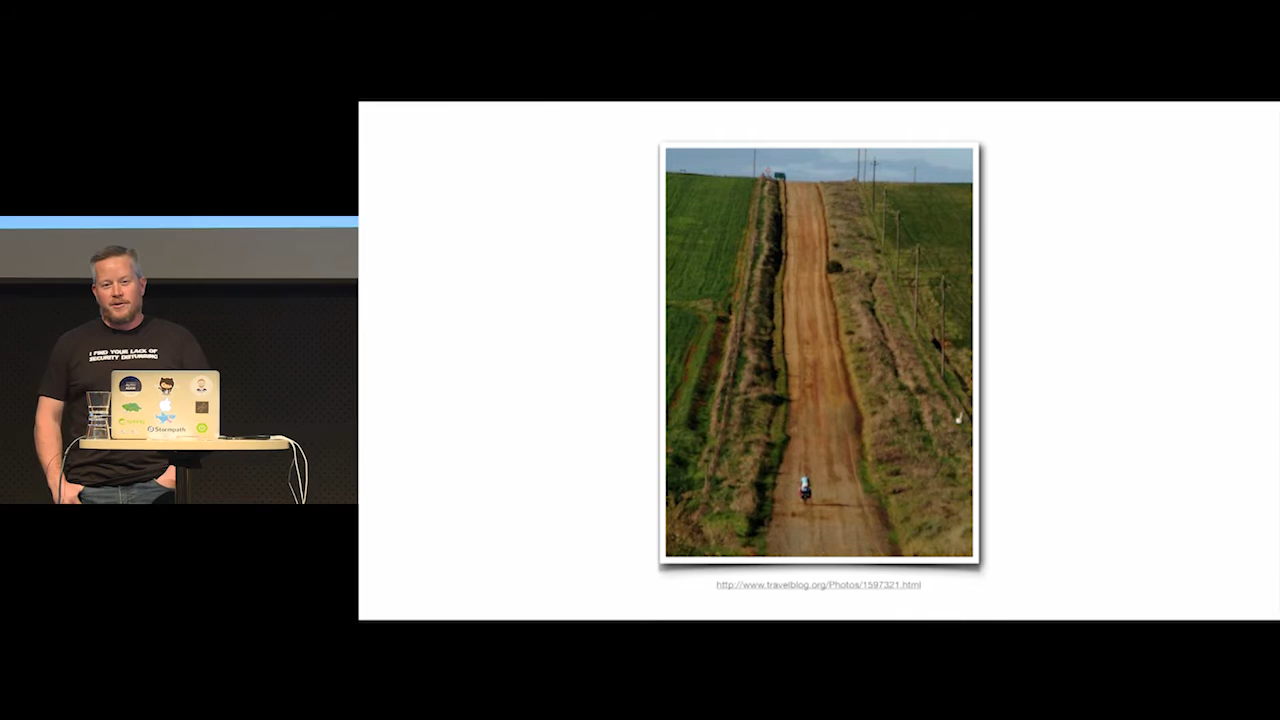 I FIND YOUR LACK OF
SECURITY DISTURBING
Stormpath
http://www.travelblog.org/Photos/1597321.html